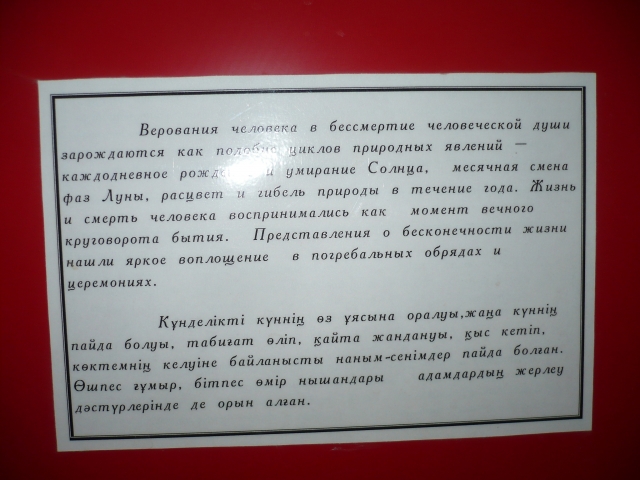 Верования человека в бессмертие человеческой души
зарождаются как подобие циклов природных явлений —
каждодневное рождение и умирание Солнца, месячная смена
фаз Луны, расцвет и гибель природы в течение года. Жизнь
и смерть человека воспринимались как момент вечного
круговорота бытия. Представления о бесконечности жизни
нашли яркое воплощение в погребальных обрядах и
церемониях.
Күнделікті күннің өз ұясына оралуы,жаңа күннің
пайда болуы, табиғат өліп, қайта жандануы, қыс кетіп,
көктемнің келуіне байланысты наным-сенімдер пайда болған.
Өшпес ғұмыр, бітпес өмір нышандары адамдардың жерлеу
дәстүрлерінде де орын алған.